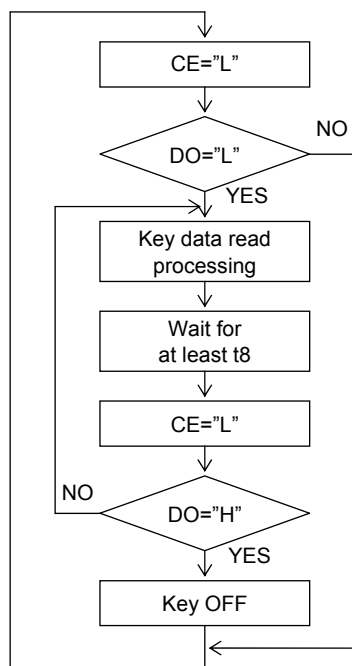 CE=”L”
NO
DO=”L”
YES
Key data read
processing
Wait for
at least t8
CE=”L”
NO
DO=”H”
YES
Key OFF